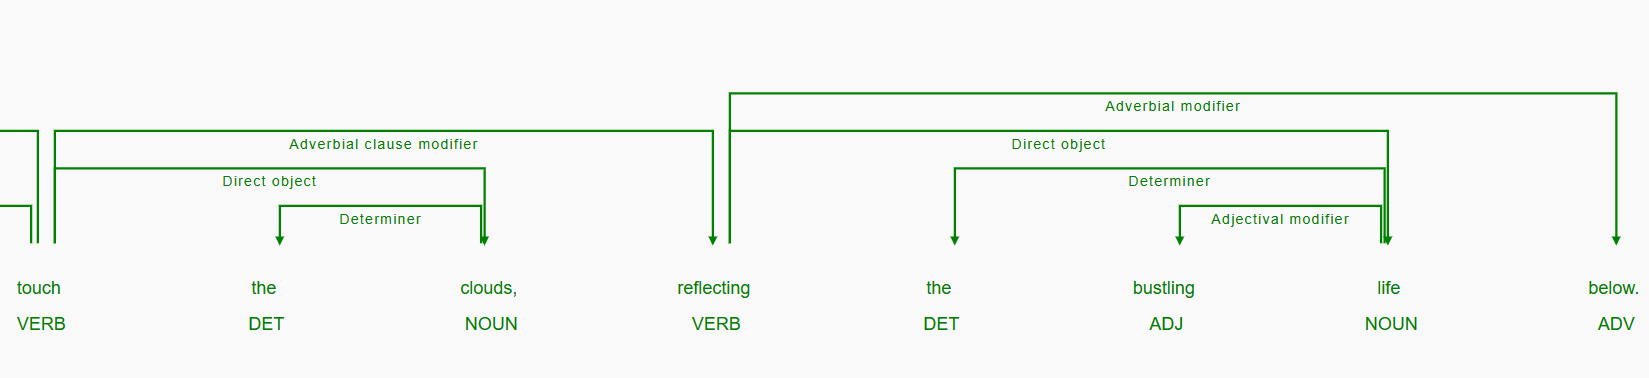 Adverbial modifier
Adverbial clause modifier Direct object
Direct object Determiner
Determiner Adjectival modifier
touch the clouds, reflecting the bustling life below.
VERB DET NOUN VERB DET ADJ NOUN ADV